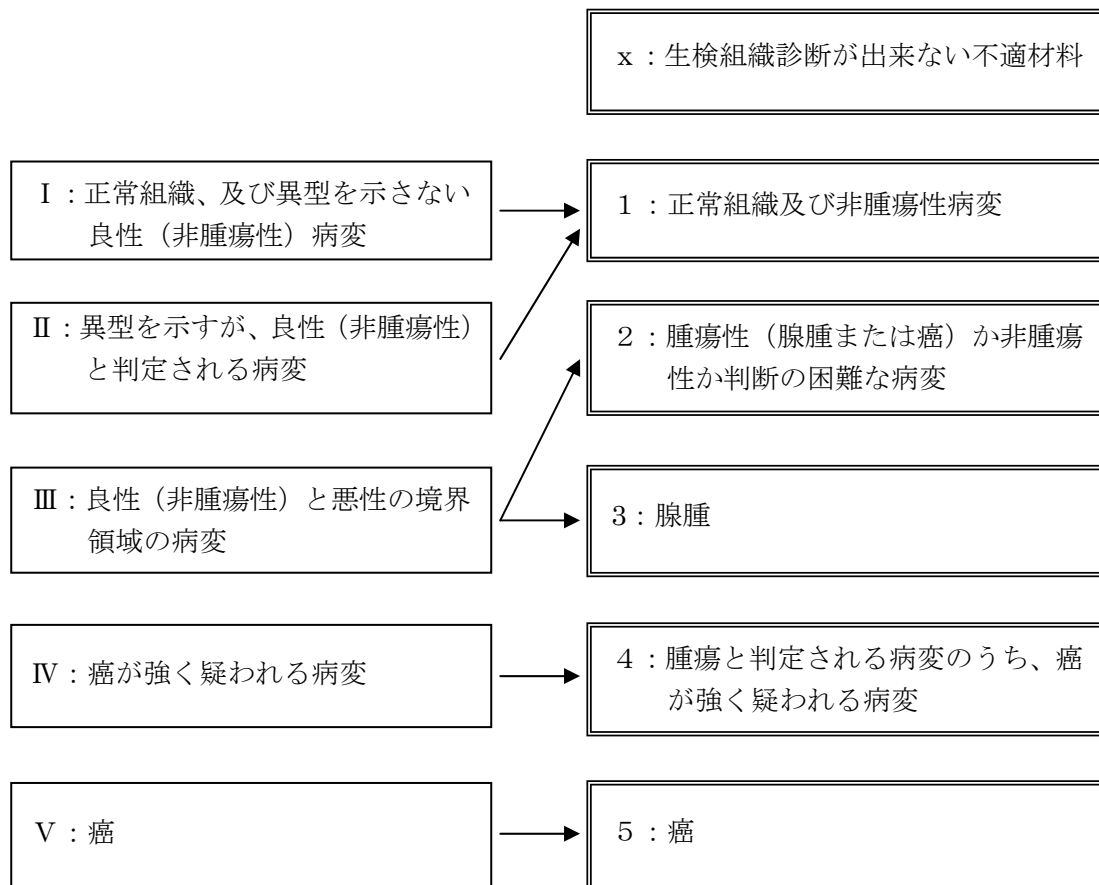 x：生検組織診断が出来ない不適材料
Ⅰ：正常組織、及び異型を示さない
良性（非腫瘍性）病変
1：正常組織及び非腫瘍性病変
Ⅱ：異型を示すが、良性（非腫瘍性）
と判定される病変
2：腫瘍性（腺腫または癌）か非腫瘍
性か判断の困難な病変
Ⅲ：良性（非腫瘍性）と悪性の境界
領域の病変
3：腺腫
Ⅳ：癌が強く疑われる病変
4：腫瘍と判定される病変のうち、癌
が強く疑われる病変
Ⅴ：癌
5：癌